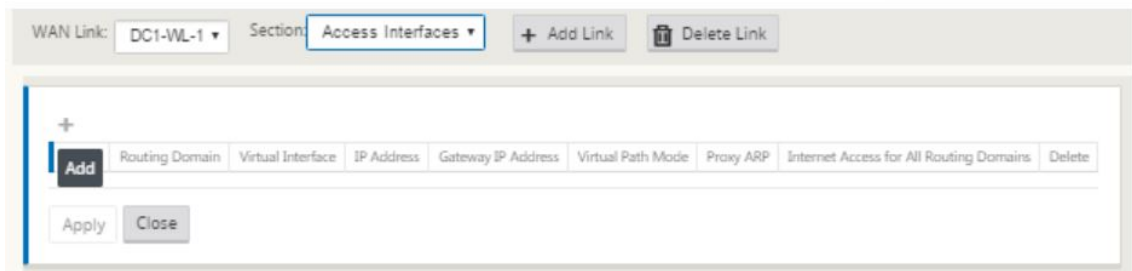 WAN Link: DC1-WL-1 Section: Access Interfaces + Add Link Delete Link
+
Add Routing Domain Virtual Interface IP Address Gateway IP Address Virtual Path Mode Proxy ARP Internet Access for All Routing Domains Delete
Apply Close